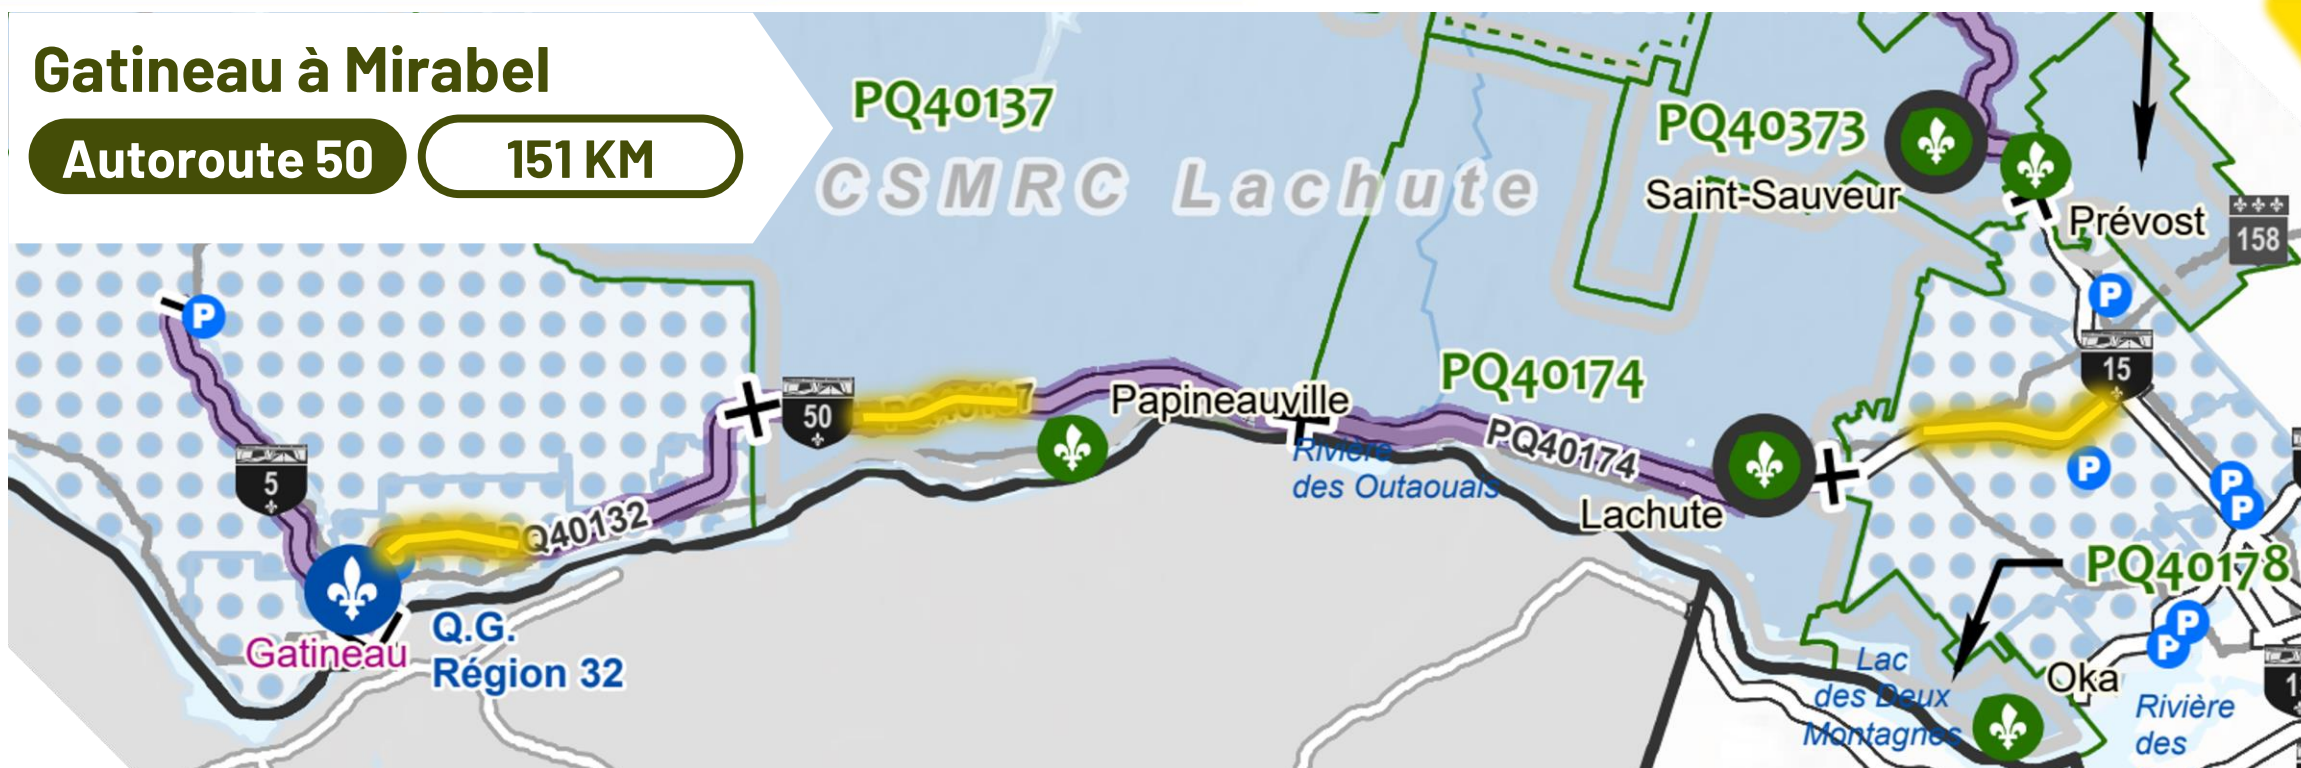 Gatineau à Mirabel
Autoroute 50
151 KM
PQ40137
CSMRC Lachute
PQ40373
Saint-Sauveur
Prévost
158
P
P
15
PQ40174
50
Papineauville
PQ40174
Rivière
des Outaouais
Lachute
P
P
P
5
PQ40132
Gatineau
Q.G.
Région 32
PQ40178
P
P
Oka
Lac
des Deux
Montagnes
Rivière
des